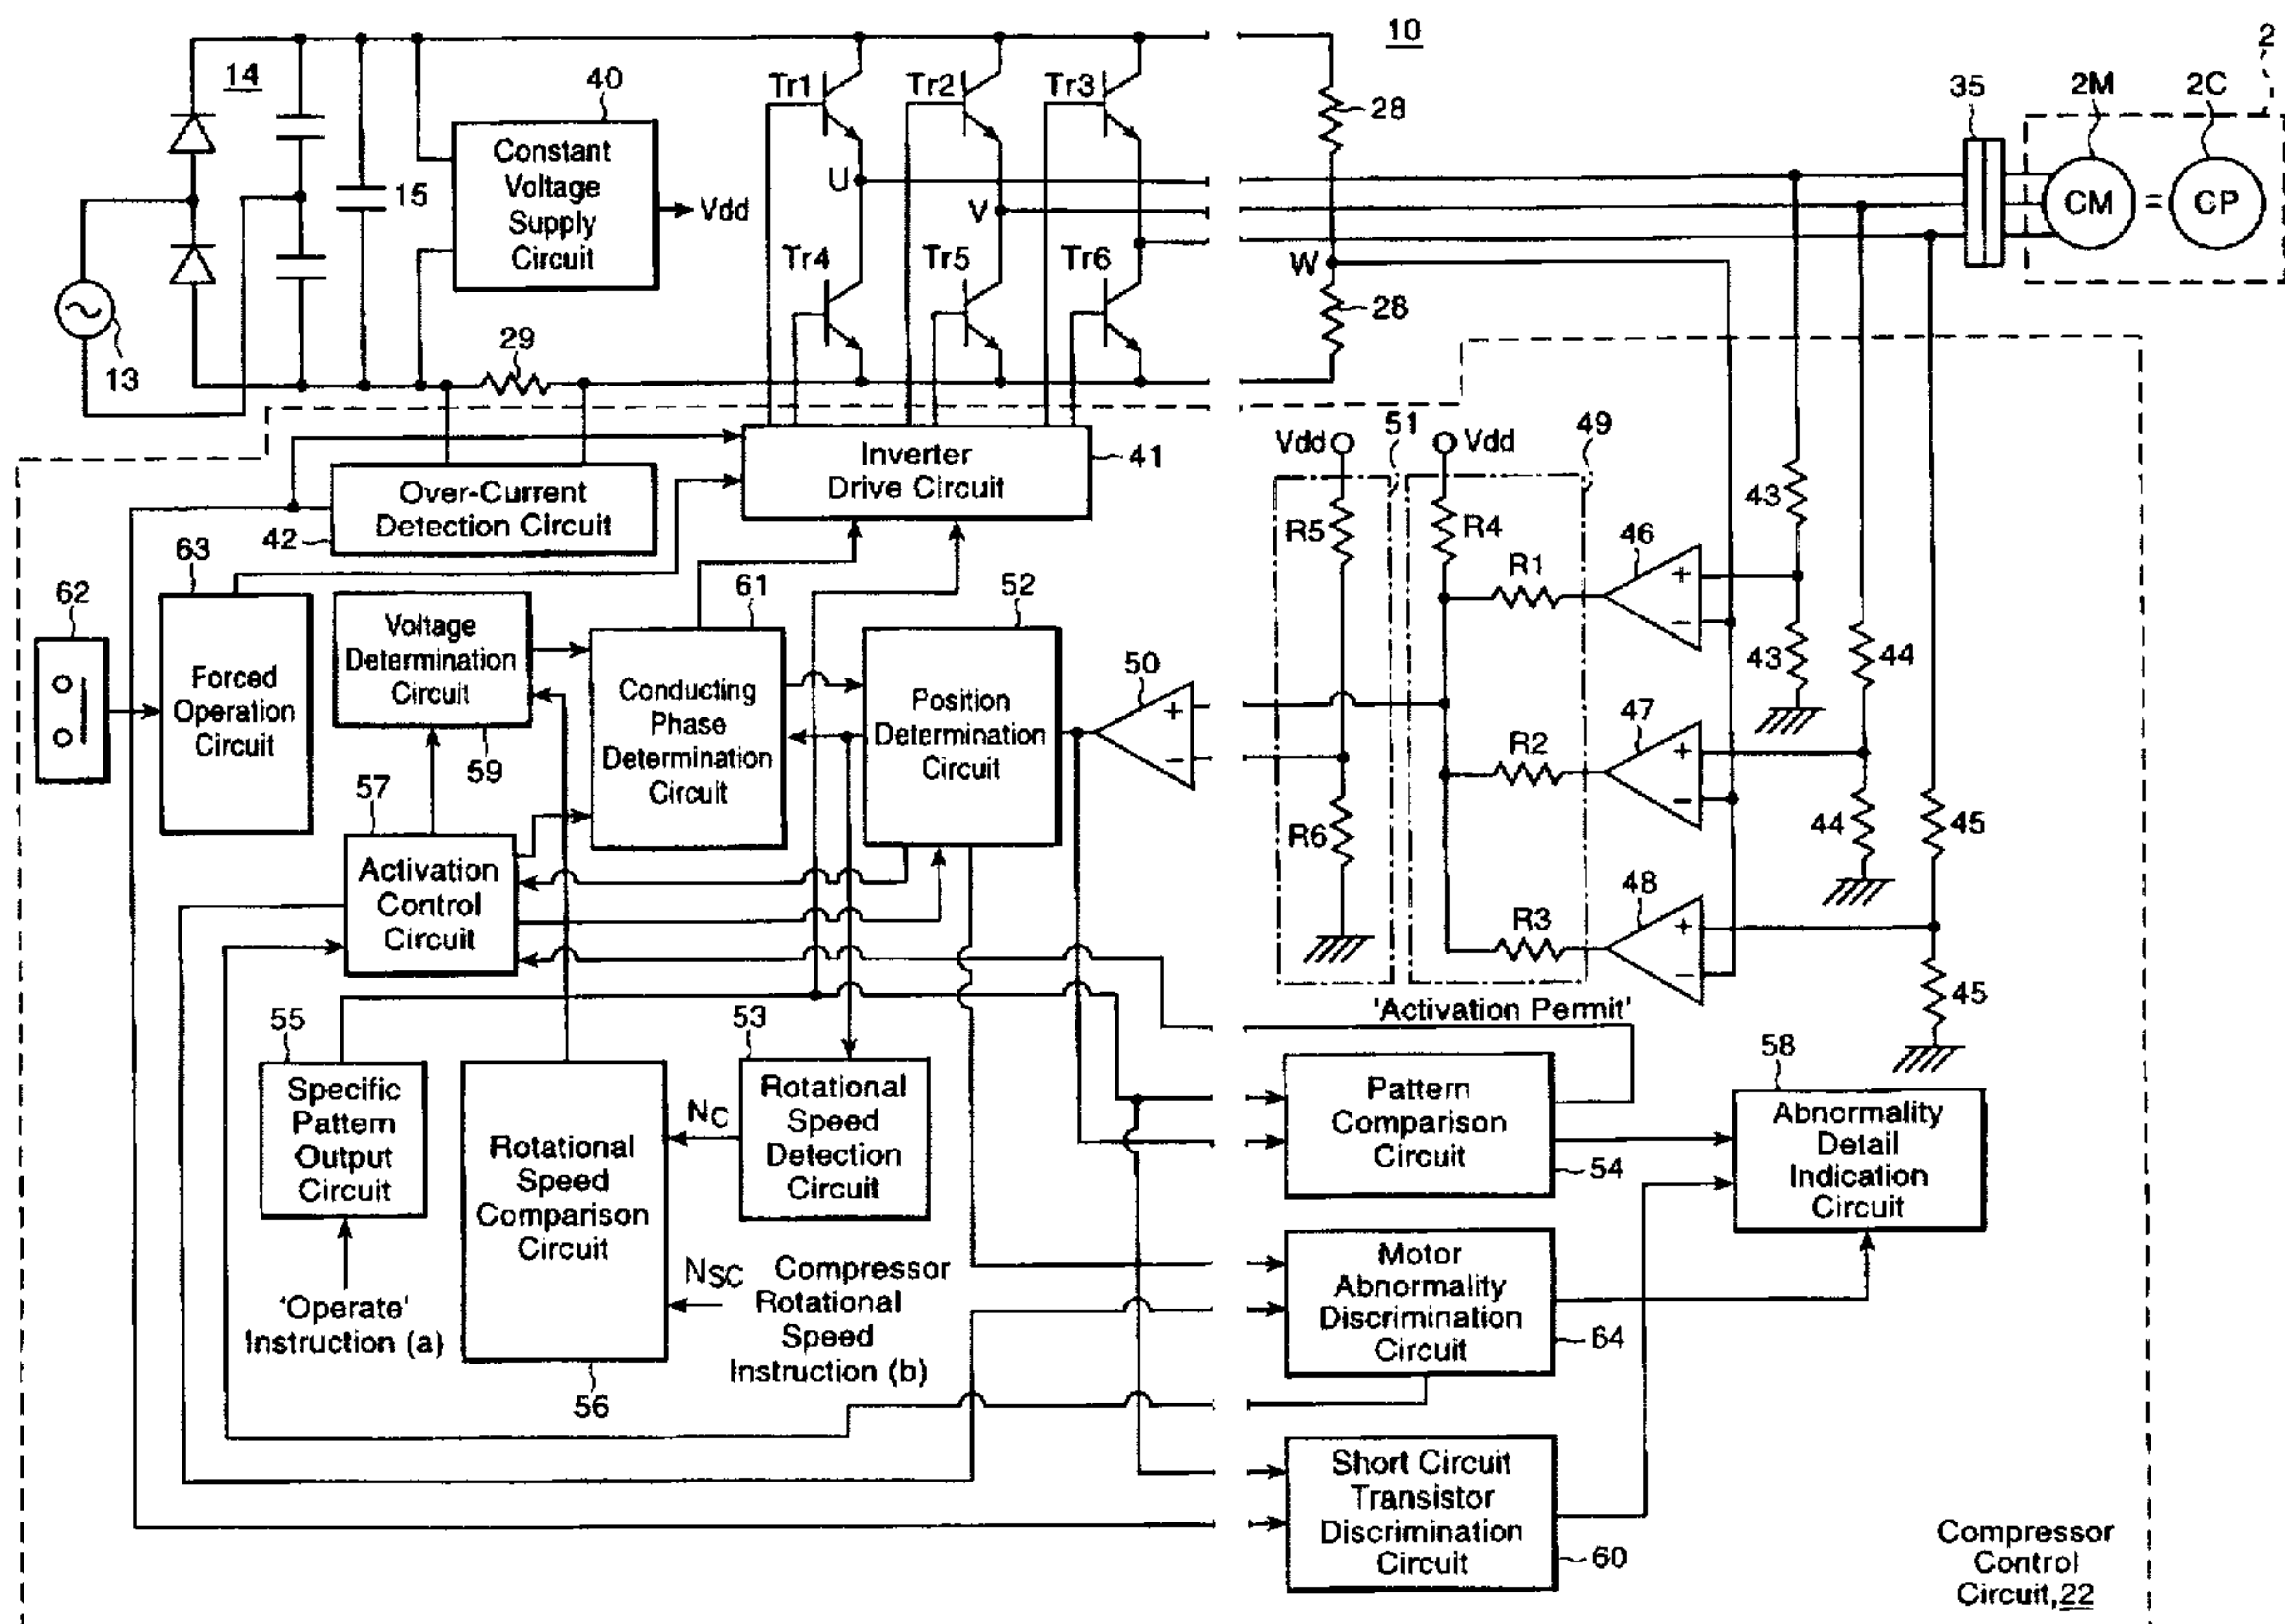 10
2
14
40
Tr1
Tr2
Tr3
28
35
2M
2C
Constant
Voltage
Supply
Circuit
Vdd
15
U
V
W
CM
=
CP
Tr4
Tr5
Tr6
28
13
29
Inverter
Drive Circuit
41
Over-Current
Detection Circuit
42
Vdd
51
Vdd
49
43
R5
R4
R1
46
+
−
43
44
62
63
Forced
Operation
Circuit
Voltage
Determination
Circuit
59
61
Conducting
Phase
Determination
Circuit
52
Position
Determination
Circuit
50
+
−
R2
47
+
−
44
45
R6
57
Activation
Control
Circuit
R3
48
+
−
45
'Activation Permit'
55
Specific
Pattern
Output
Circuit
'Operate'
Instruction (a)
Rotational
Speed
Comparison
Circuit
56
NC
53
Rotational
Speed
Detection
Circuit
NSC
Compressor
Rotational
Speed
Instruction (b)
Pattern
Comparison
Circuit
54
58
Abnormality
Detail
Indication
Circuit
Motor
Abnormality
Discrimination
Circuit
64
Short Circuit
Transistor
Discrimination
Circuit
60
Compressor
Control
Circuit,22